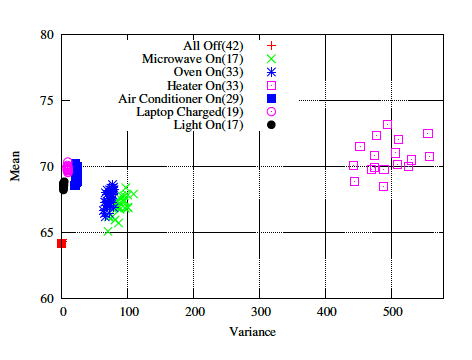 80
75
70
65
60
Mean
All Off(42)
Microwave On(17)
Oven On(33)
Heater On(33)
Air Conditioner On(29)
Laptop Charged(19)
Light On(17)
0 100 200 300 400 500
Variance